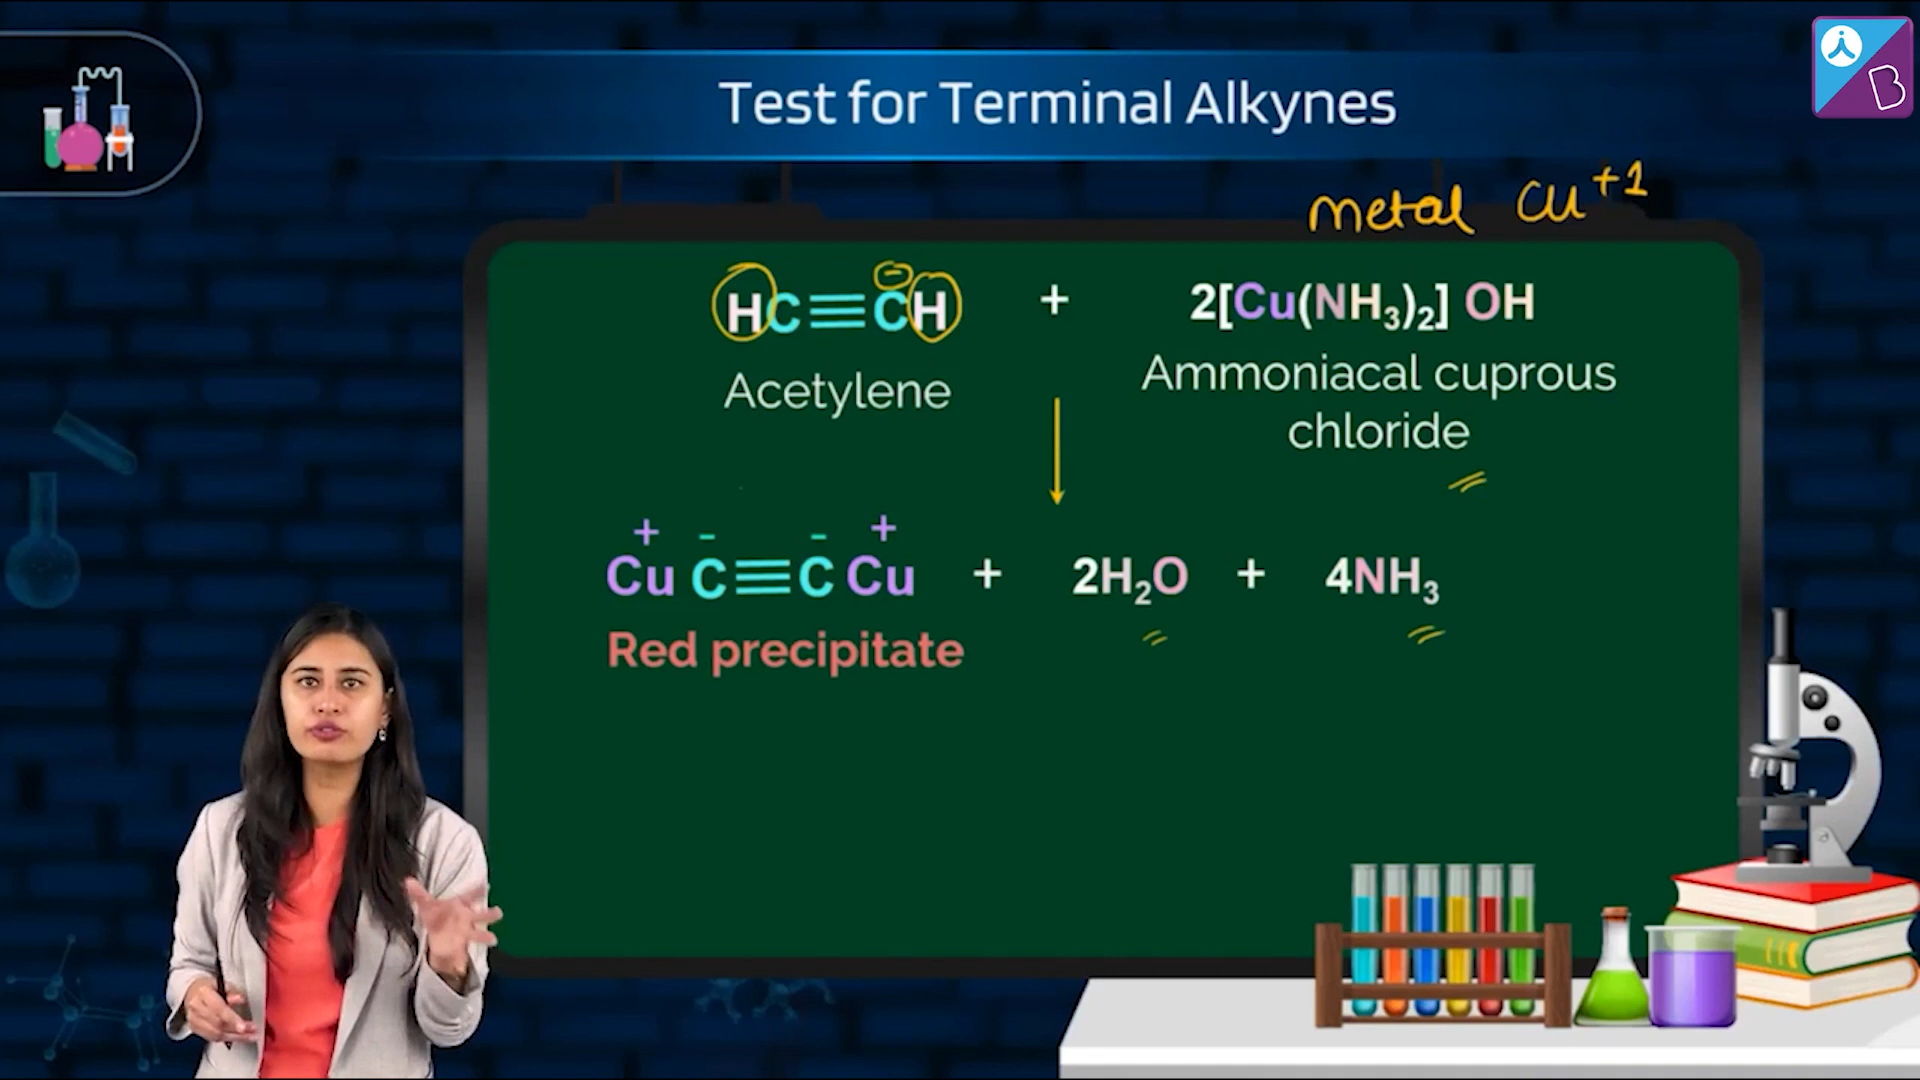 Test for Terminal Alkynes
metal Cu⁺¹
HC≡C⁻H + 2[Cu(NH₃)₂] OH
Acetylene
Ammoniacal cuprous
chloride
Cu⁺ C⁻≡C⁻ Cu⁺ + 2H₂O + 4NH₃
Red precipitate
B